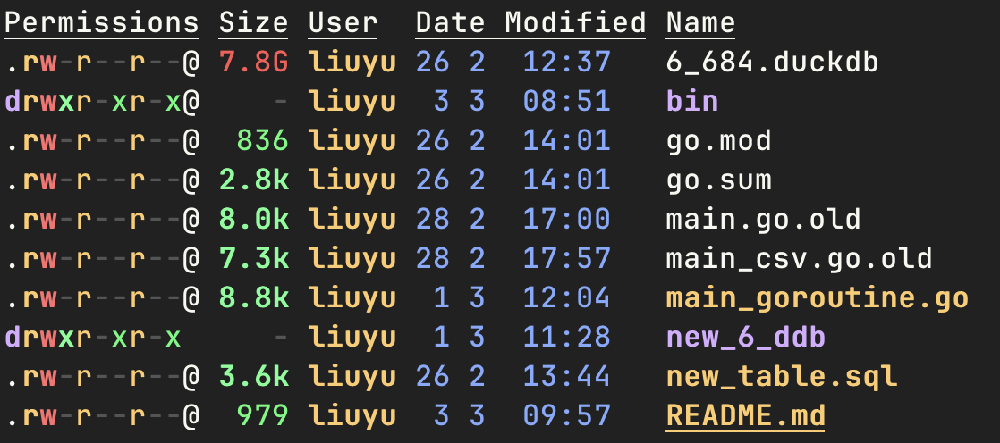 Permissions Size User Date Modified Name
.rw-r--r--@ 7.8G liuyu 26 2 12:37 6_684.duckdb
drwxr-xr-x@ - liuyu 3 3 08:51 bin
.rw-r--r--@ 836 liuyu 26 2 14:01 go.mod
.rw-r--r--@ 2.8k liuyu 26 2 14:01 go.sum
.rw-r--r--@ 8.0k liuyu 28 2 17:00 main.go.old
.rw-r--r--@ 7.3k liuyu 28 2 17:57 main_csv.go.old
.rw-r--r--@ 8.8k liuyu 1 3 12:04 main_goroutine.go
drwxr-xr-x - liuyu 1 3 11:28 new_6_ddb
.rw-r--r--@ 3.6k liuyu 26 2 13:44 new_table.sql
.rw-r--r--@ 979 liuyu 3 3 09:57 README.md